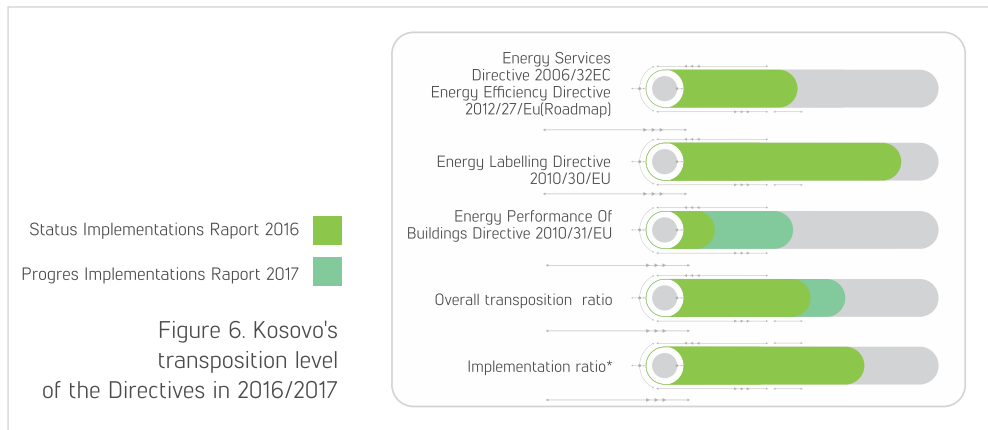 Energy Services
Directive 2006/32EC
Energy Efficiency Directive
2012/27/Eu(Roadmap)
Energy Labelling Directive
2010/30/EU
Energy Performance Of
Buildings Directive 2010/31/EU
Overall transposition ratio
Implementation ratio*
Status Implementations Raport 2016
Progres Implementations Raport 2017
Figure 6. Kosovo's
transposition level
of the Directives in 2016/2017